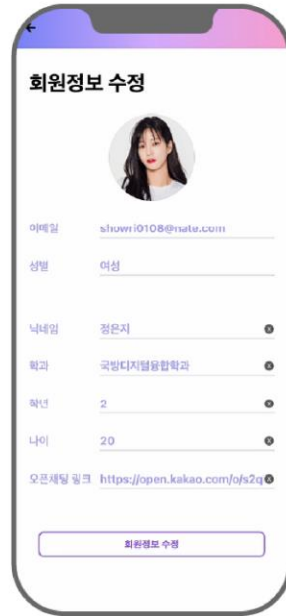 회원정보 수정
이메일 showri0108@nate.com
성별 여성
닉네임 정은지
학과 국방디지털융합학과
학년 2
나이 20
오픈채팅 링크 https://open.kakao.com/o/s2q
회원정보 수정